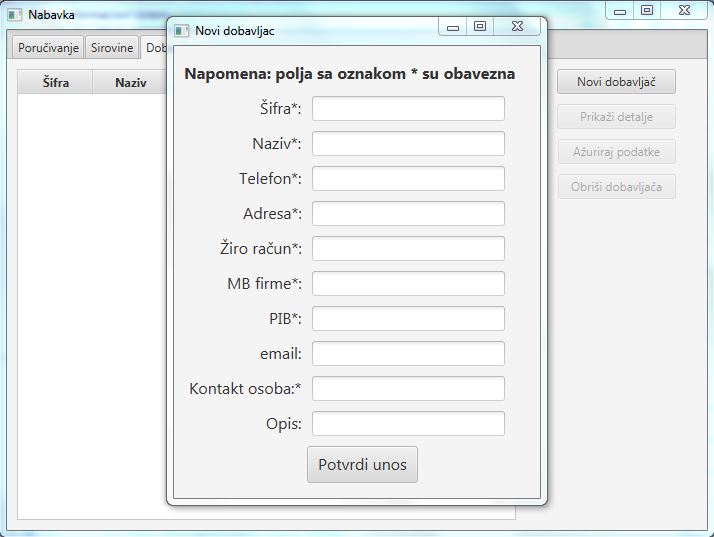 Nabavka
Poručivanje
Sirovine
Dob
Šifra
Naziv
Novi dobavljač
Prikaži detalje
Ažuriraj podatke
Obriši dobavljača
Novi dobavljac
Napomena: polja sa oznakom * su obavezna
Šifra*:
Naziv*:
Telefon*:
Adresa*:
Žiro račun*:
MB firme*:
PIB*:
email:
Kontakt osoba:*
Opis:
Potvrdi unos